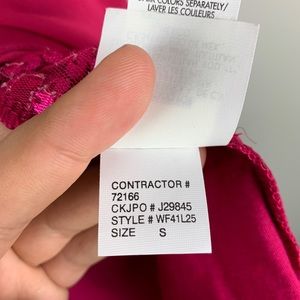 COLORS SEPARATELY/
LAVER LES COULEURS
CONTRACTOR #
72166
CKJPO # J29845
STYLE # WF41L25
SIZE S